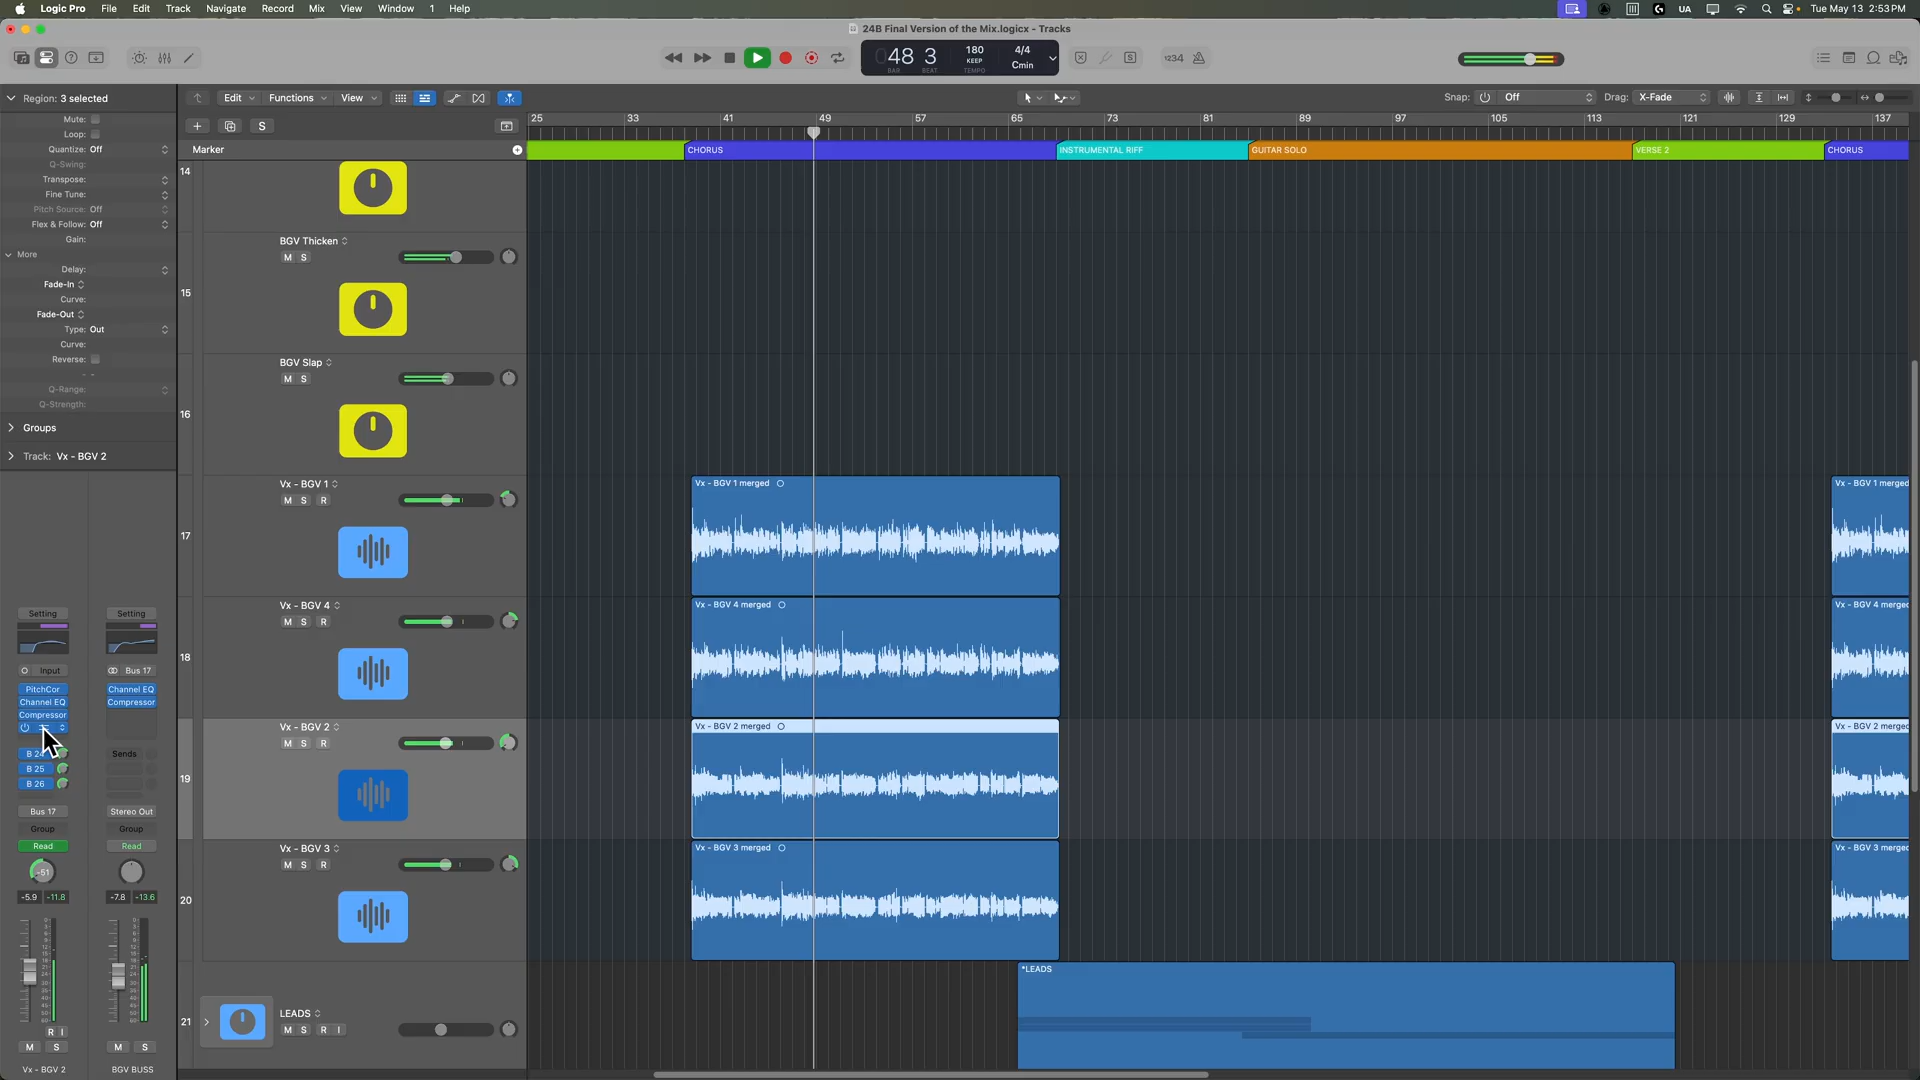 Logic Pro File Edit Track Navigate Record Mix View Window 1 Help
UA Tue May 13 2:53 PM
24B Final Version of the Mix.logicx - Tracks
048 3 180 4/4
KEEP Cmin
BAR BEAT TEMPO
1234
Region: 3 selected
Edit Functions View
Snap: Off Drag: X-Fade
Mute:
Loop:
Quantize: Off
Q-Swing:
Transpose:
Fine Tune:
Pitch Source: Off
Flex & Follow: Off
Gain:
More
Delay:
Fade-In
Curve:
Fade-Out
Type: Out
Curve:
Reverse:
Q-Range:
Q-Strength:
Groups
Track: Vx - BGV 2
S
25 33 41 49 57 65 73 81 89 97 105 113 121 129 137
Marker
CHORUS INSTRUMENTAL RIFF GUITAR SOLO VERSE 2 CHORUS
14
BGV Thicken
M S
15
BGV Slap
M S
16
Vx - BGV 1
M S R
17
Vx - BGV 1 merged
Vx - BGV 1 merged
Vx - BGV 4
M S R
18
Vx - BGV 4 merged
Vx - BGV 4 merged
Vx - BGV 2
M S R
19
Vx - BGV 2 merged
Vx - BGV 2 merged
Vx - BGV 3
M S R
20
Vx - BGV 3 merged
Vx - BGV 3 merged
LEADS
M S R I
21
*LEADS
Setting Setting
Input Bus 17
PitchCor Channel EQ
Channel EQ Compressor
Compressor
B 24 Sends
B 25
B 26
Bus 17 Stereo Out
Group Group
Read Read
-51
-5.9 -11.8 -7.8 -13.6
R I
M S M S
Vx - BGV 2 BGV BUSS